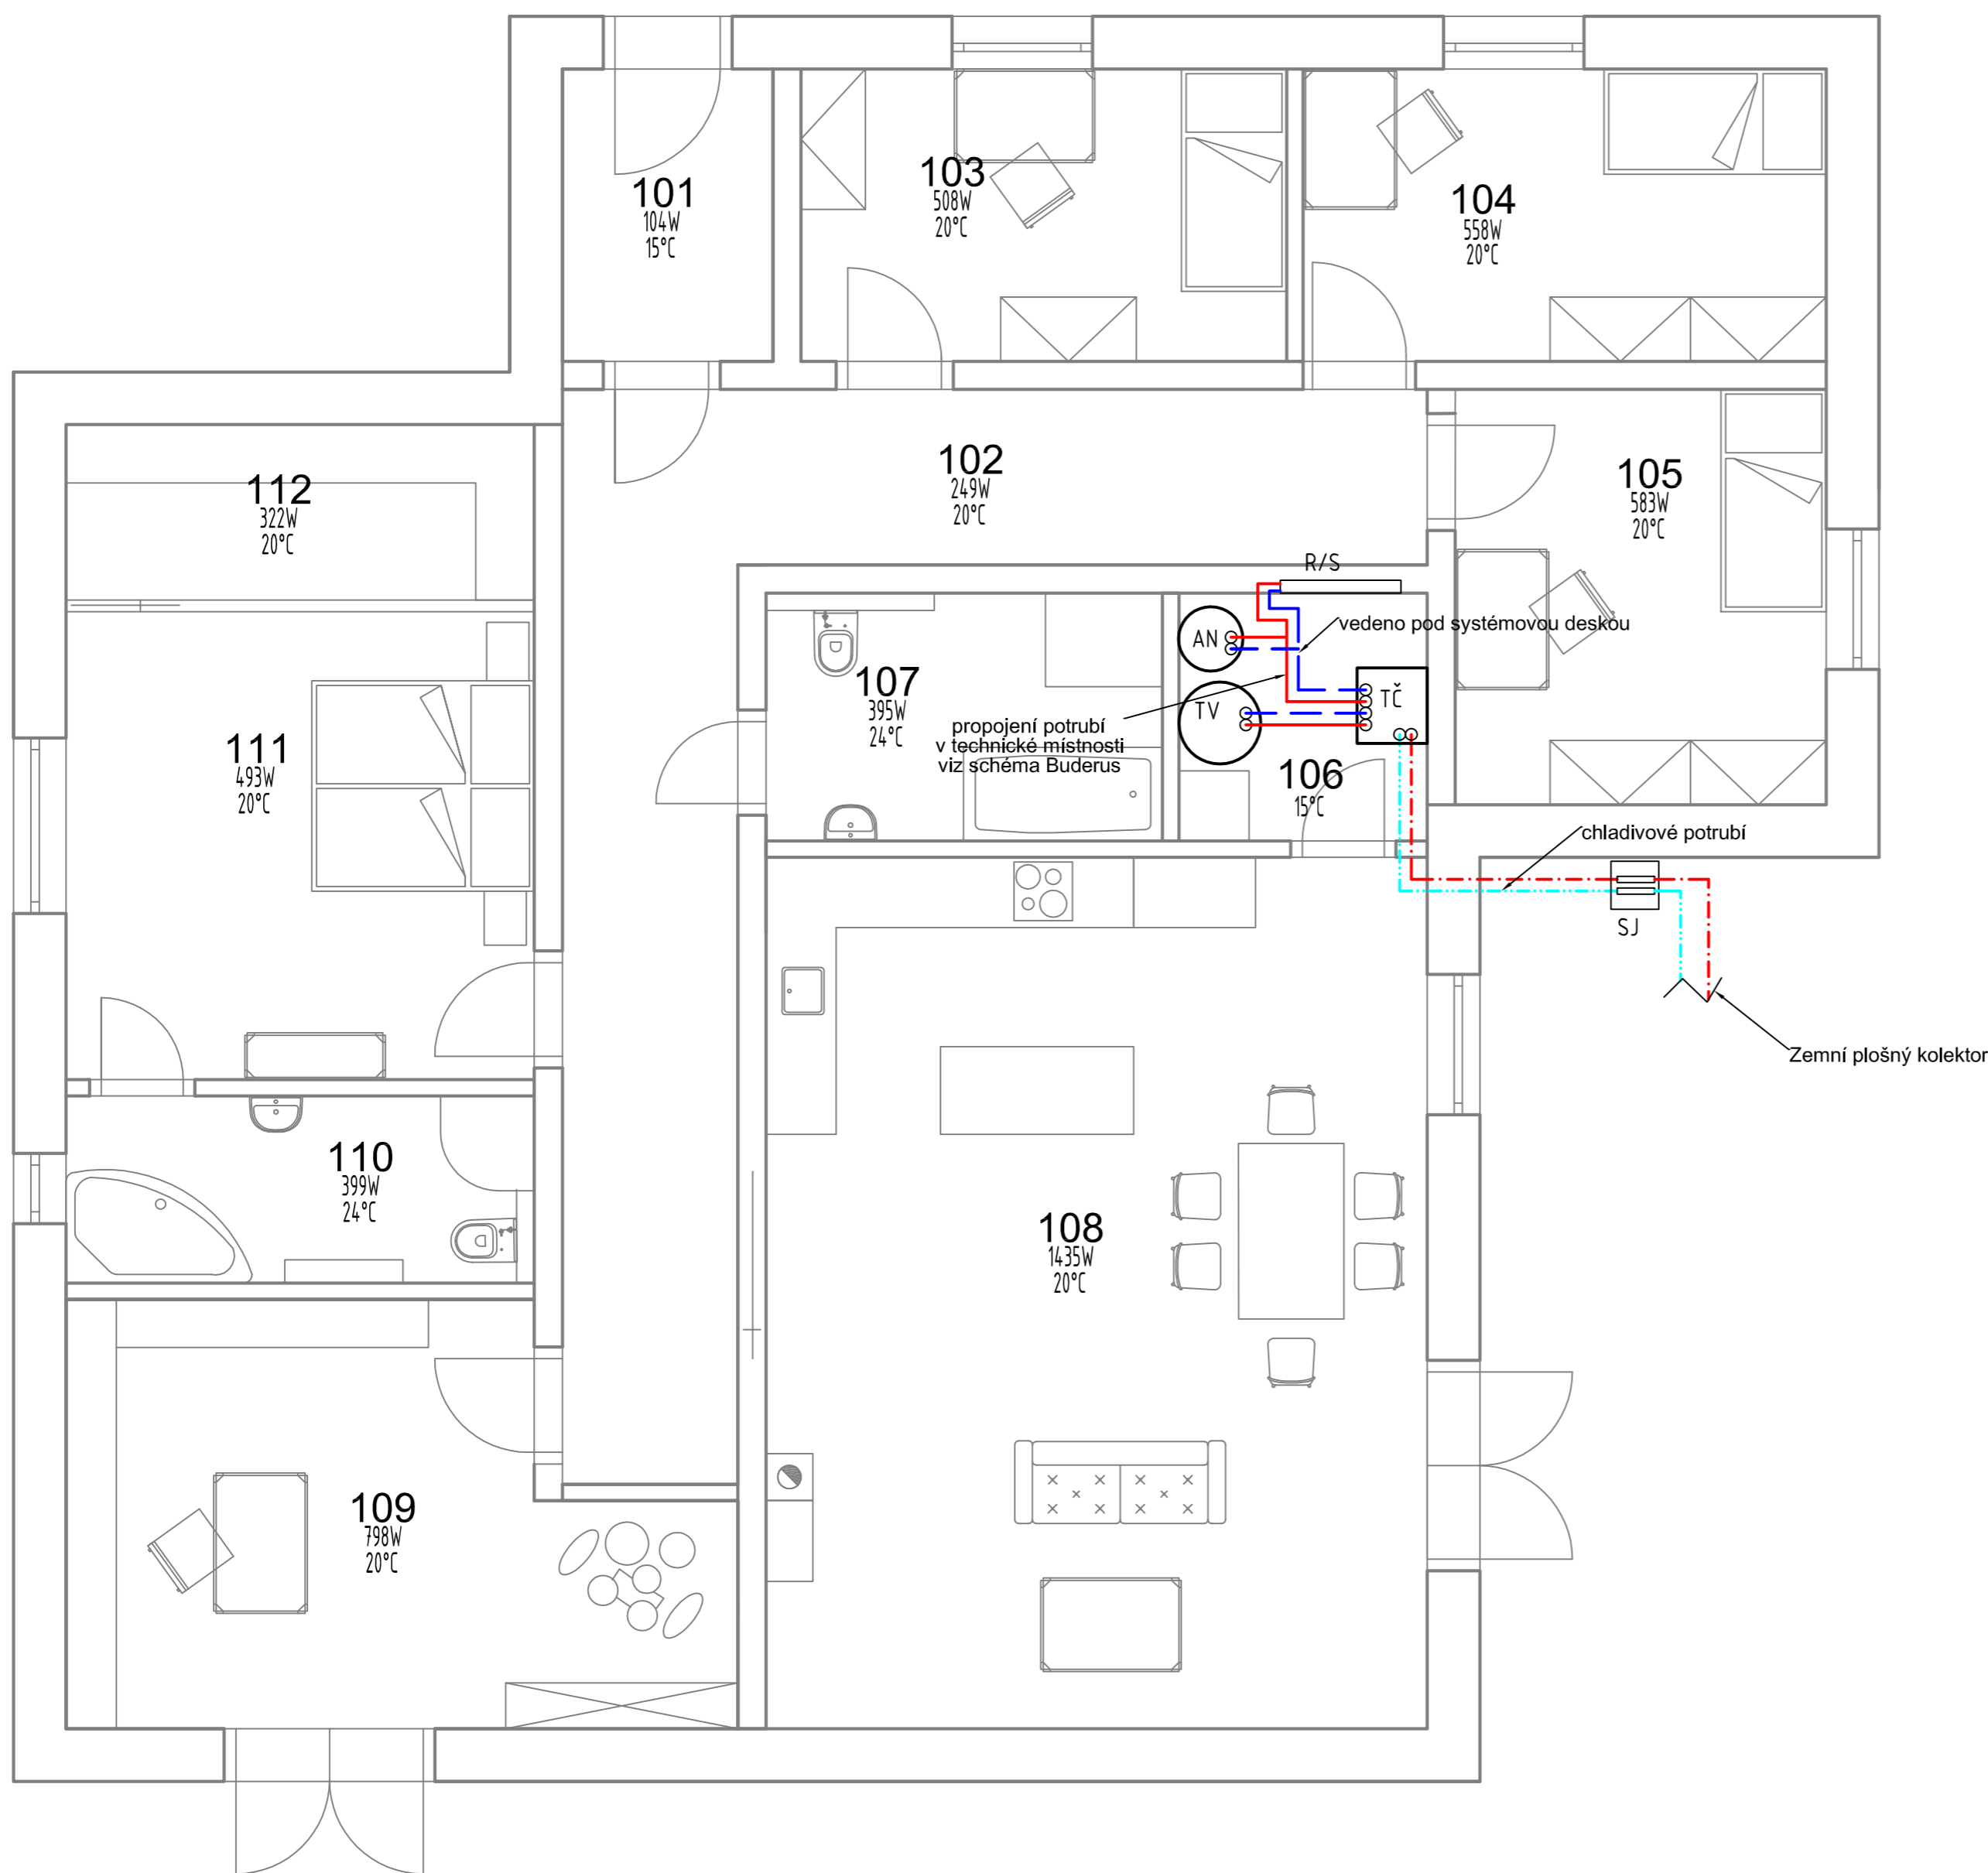 101
104W
15°C
103
508W
20°C
104
558W
20°C
102
249W
20°C
105
583W
20°C
112
322W
20°C
R/S
vedeno pod systémovou deskou
AN
TV
TČ
107
395W
24°C
propojení potrubí
v technické místnosti
viz schéma Buderus
106
15°C
111
493W
20°C
chladivové potrubí
SJ
Zemní plošný kolektor
110
399W
24°C
108
1435W
20°C
109
798W
20°C